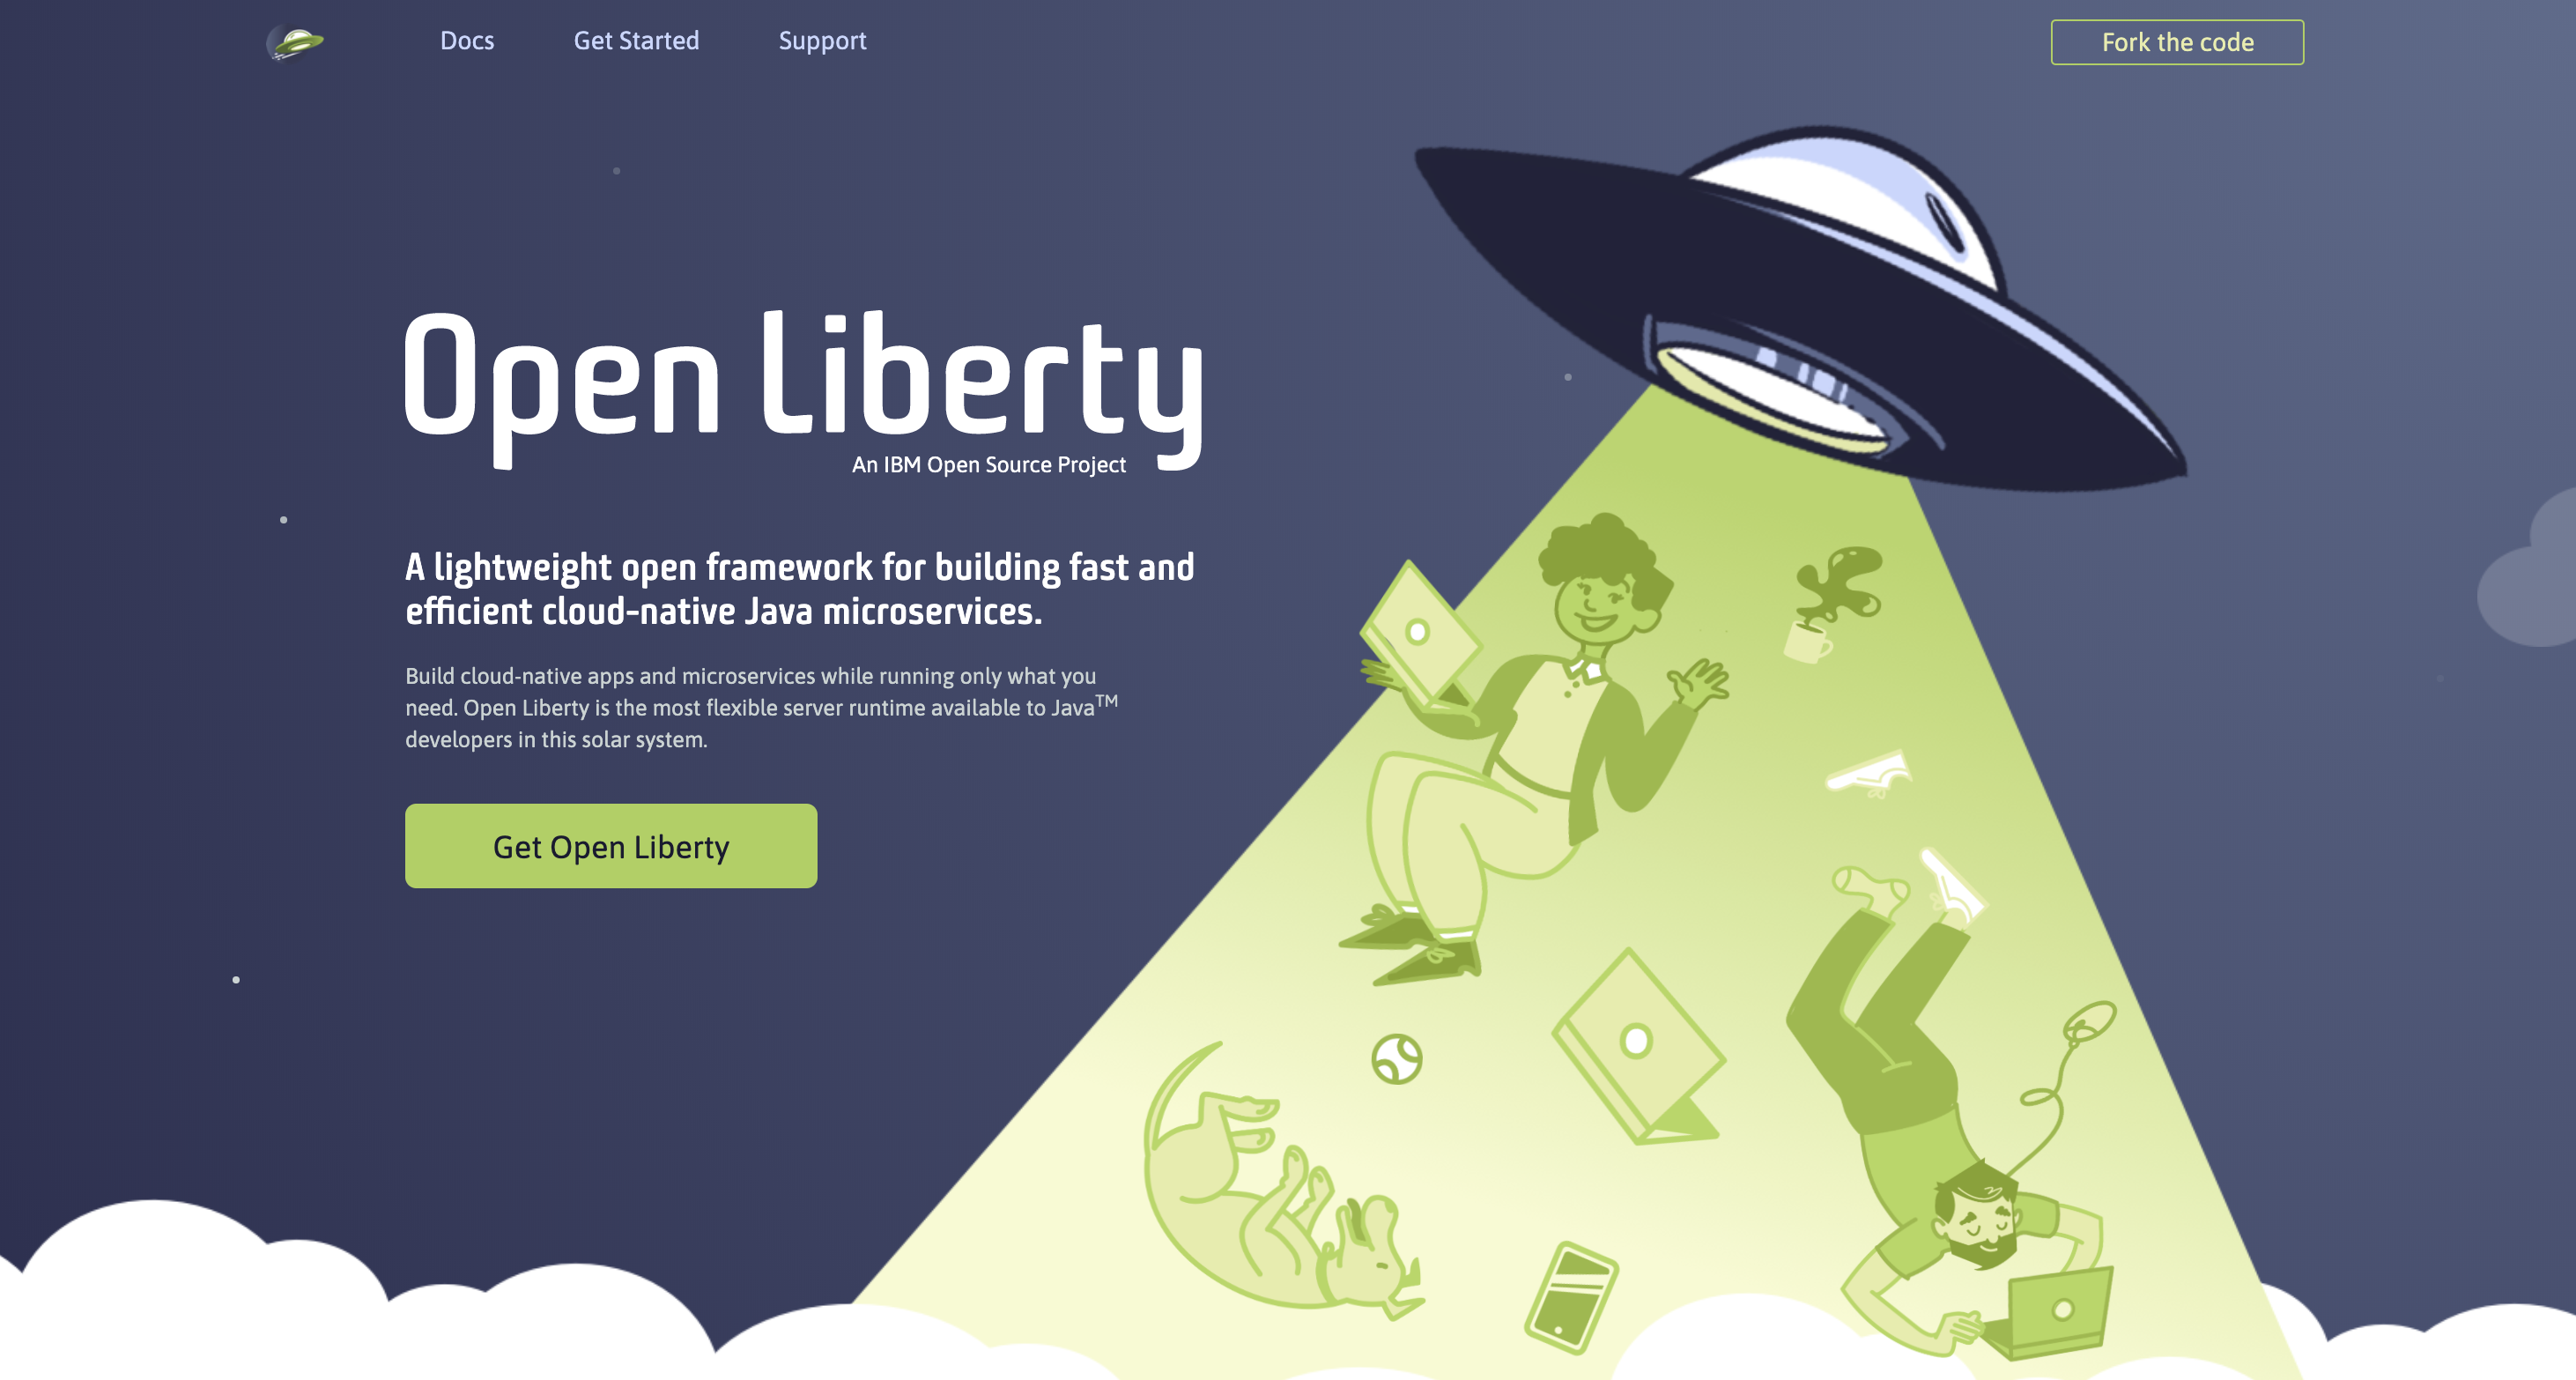 Docs
Get Started
Support
Fork the code
Open Liberty
An IBM Open Source Project
A lightweight open framework for building fast and
efficient cloud-native Java microservices.
Build cloud-native apps and microservices while running only what you
need. Open Liberty is the most flexible server runtime available to Java™
developers in this solar system.
Get Open Liberty